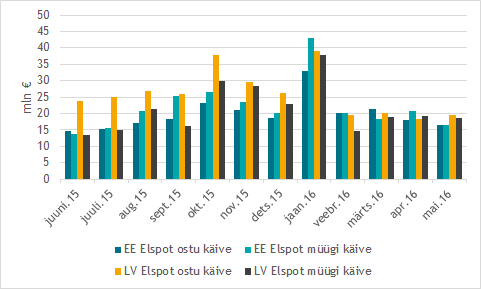 50
45
40
35
30
25
20
15
10
5
0
mln €
juuni.15 juuli.15 aug.15 sept.15 okt.15 nov.15 dets.15 jaan.16 veebr.16 märts.16 apr.16 mai.16
EE Elspot ostu käive EE Elspot müügi käive
LV Elspot ostu käive LV Elspot müügi käive